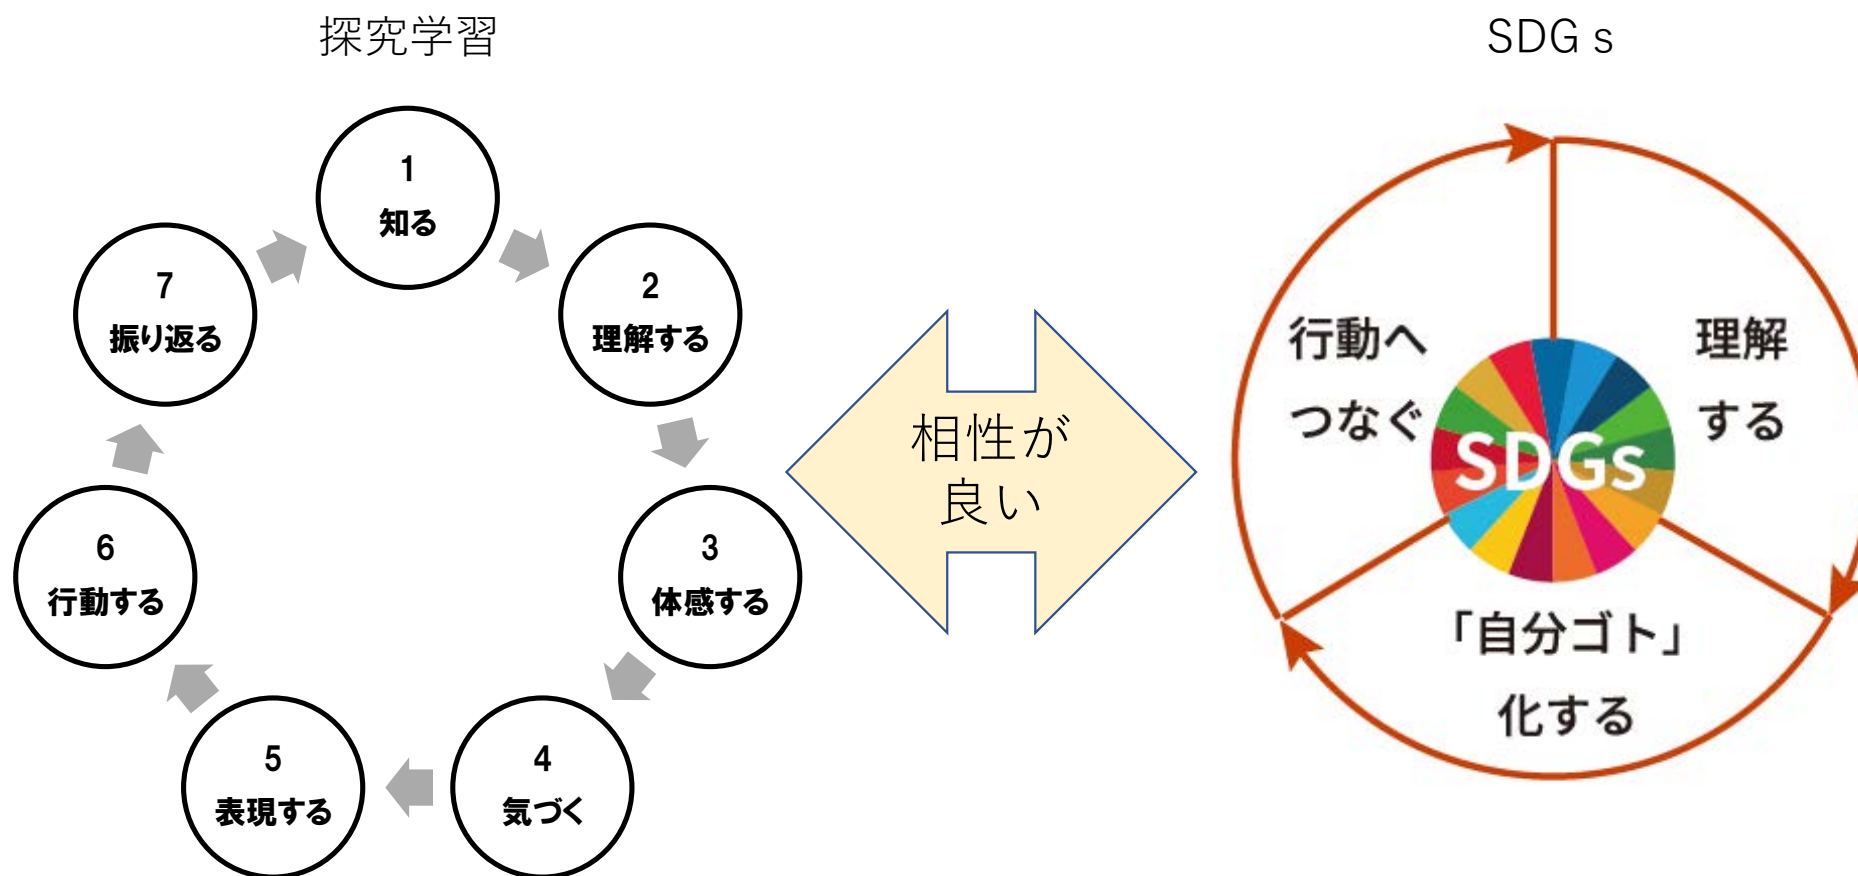 探究学習
1
知る
2
理解する
3
体感する
4
気づく
5
表現する
6
行動する
7
振り返る
相性が
良い
SDGs
理解
する
「自分ゴト」
化する
行動へ
つなぐ
SDGs